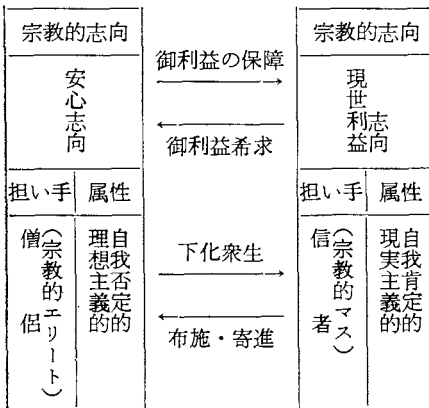 宗教的志向
安心志向
担い手
属性
僧侶
(宗教的エリート)
自我否定的
理想主義的
御利益の保障
御利益希求
下化衆生
布施・寄進
宗教的志向
現世利益志向
担い手
属性
信者
(宗教的マス)
自我肯定的
現実主義的